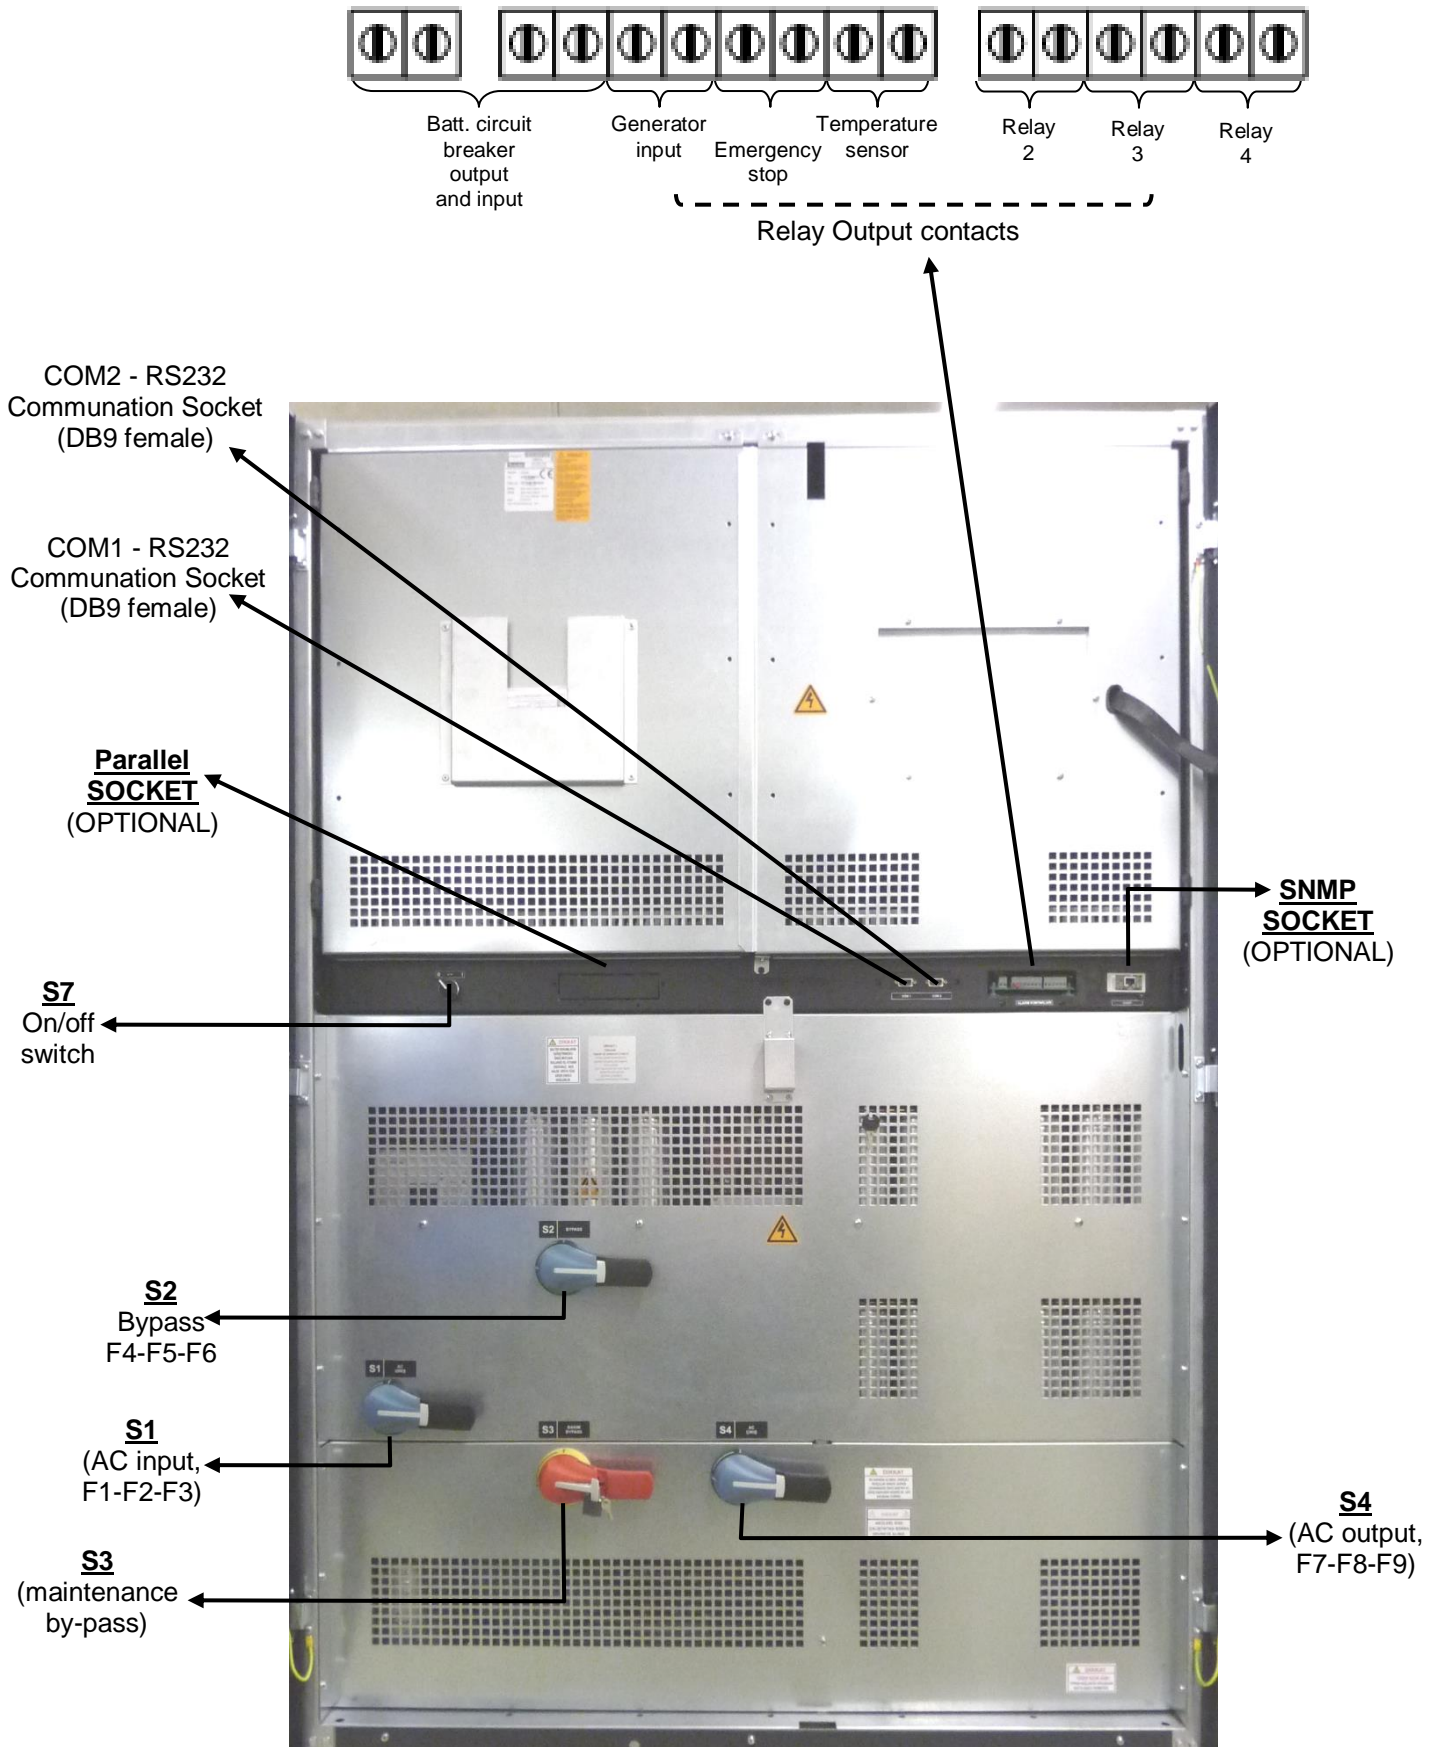 Batt. circuit
breaker
output
and input
Generator
input
Emergency
stop
Temperature
sensor
Relay
2
Relay
3
Relay
4
Relay Output contacts
COM2 - RS232
Communation Socket
(DB9 female)
COM1 - RS232
Communation Socket
(DB9 female)
Parallel
SOCKET
(OPTIONAL)
SNMP
SOCKET
(OPTIONAL)
S7
On/off
switch
S2 BYPASS
S2
Bypass
F4-F5-F6
S1
S1
(AC input,
F1-F2-F3)
S3
S4
S3
(maintenance
by-pass)
S4
(AC output,
F7-F8-F9)